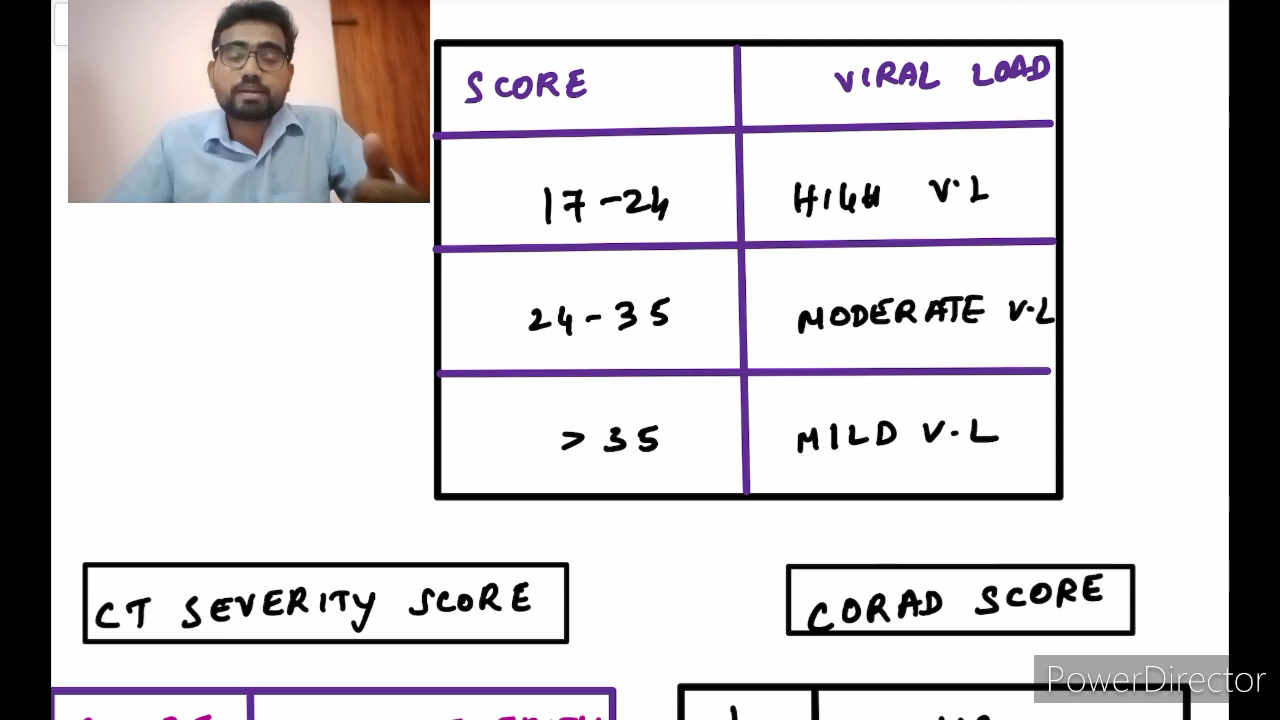 SCORE VIRAL LOAD
17-24 HIGH V.L
24-35 MODERATE V.L
> 35 MILD V.L
CT SEVERITY SCORE
CORAD SCORE
PowerDirector